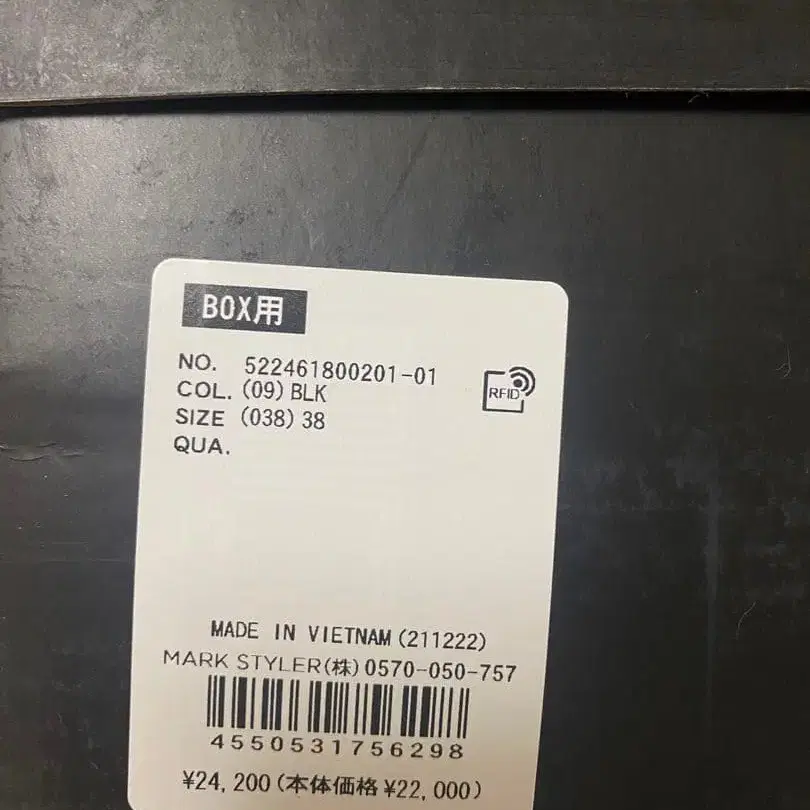 BOX用
NO. 522461800201-01
COL. (09) BLK
RFID
SIZE (038) 38
QUA.
MADE IN VIETNAM (211222)
MARK STYLER(株) 0570-050-757
4550531756298
¥24,200 (本体価格 ¥22,000)